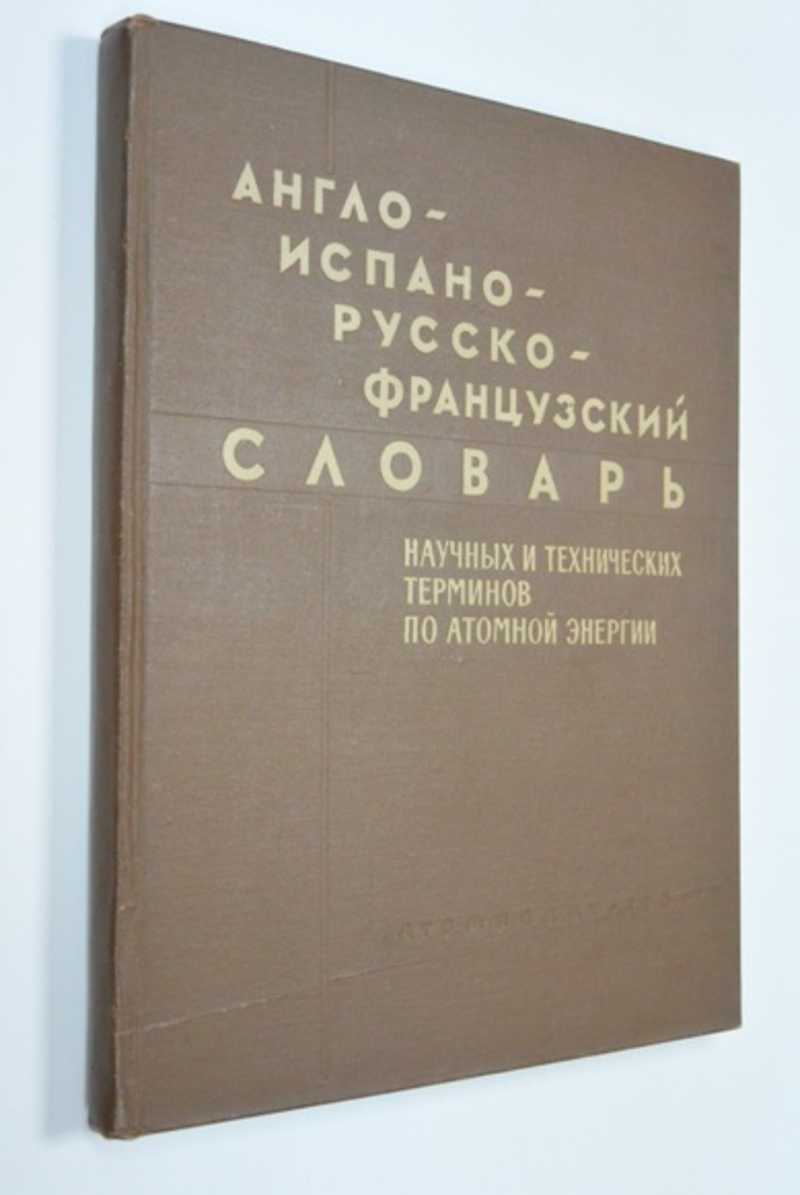 АНГЛО-
ИСПАНО-
РУССКО-
ФРАНЦУЗСКИЙ
СЛОВАРЬ
НАУЧНЫХ И ТЕХНИЧЕСКИХ
ТЕРМИНОВ
ПО АТОМНОЙ ЭНЕРГИИ